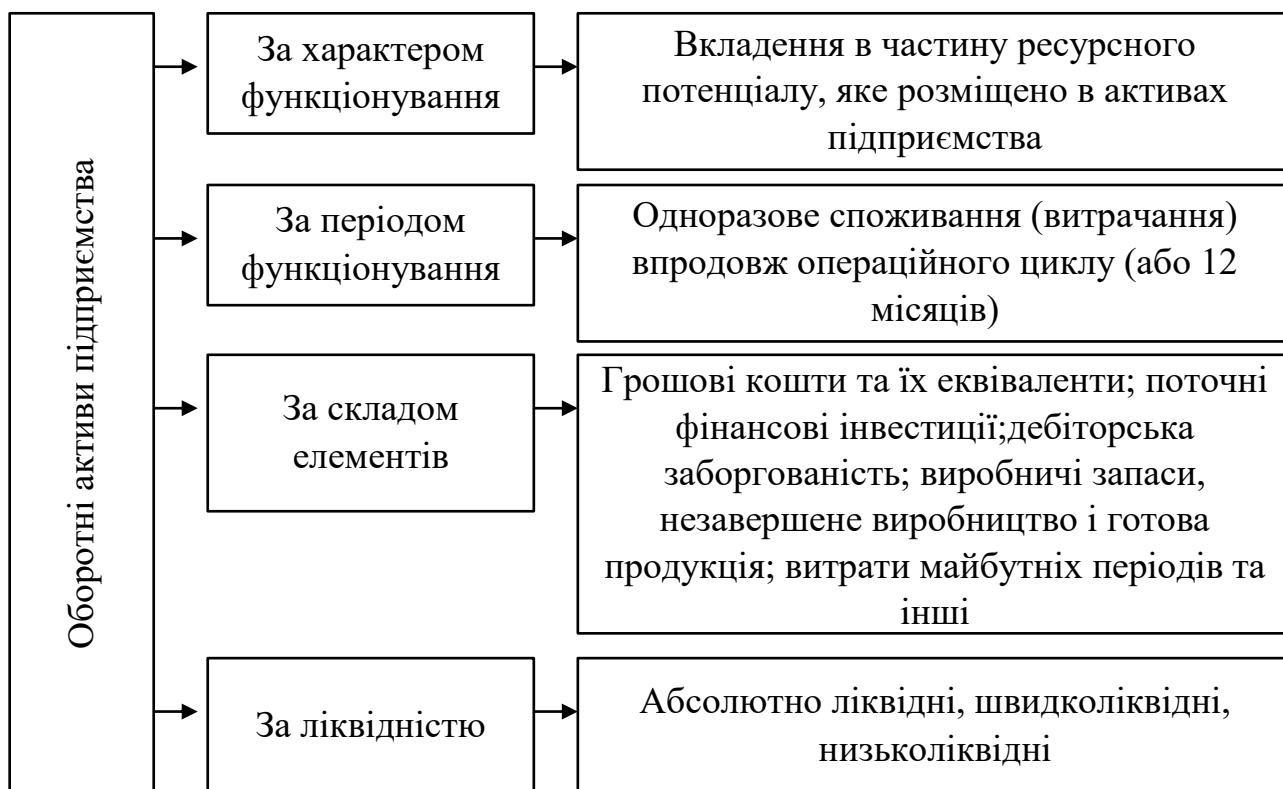 Оборотні активи підприємства
За характером
функціонування
Вкладення в частину ресурсного
потенціалу, яке розміщено в активах
підприємства
За періодом
функціонування
Одноразове споживання (витрачання)
впродовж операційного циклу (або 12
місяців)
За складом
елементів
Грошові кошти та їх еквіваленти; поточні
фінансові інвестиції;дебіторська
заборгованість; виробничі запаси,
незавершене виробництво і готова
продукція; витрати майбутніх періодів та
інші
За ліквідністю
Абсолютно ліквідні, швидколіквідні,
низьколіквідні